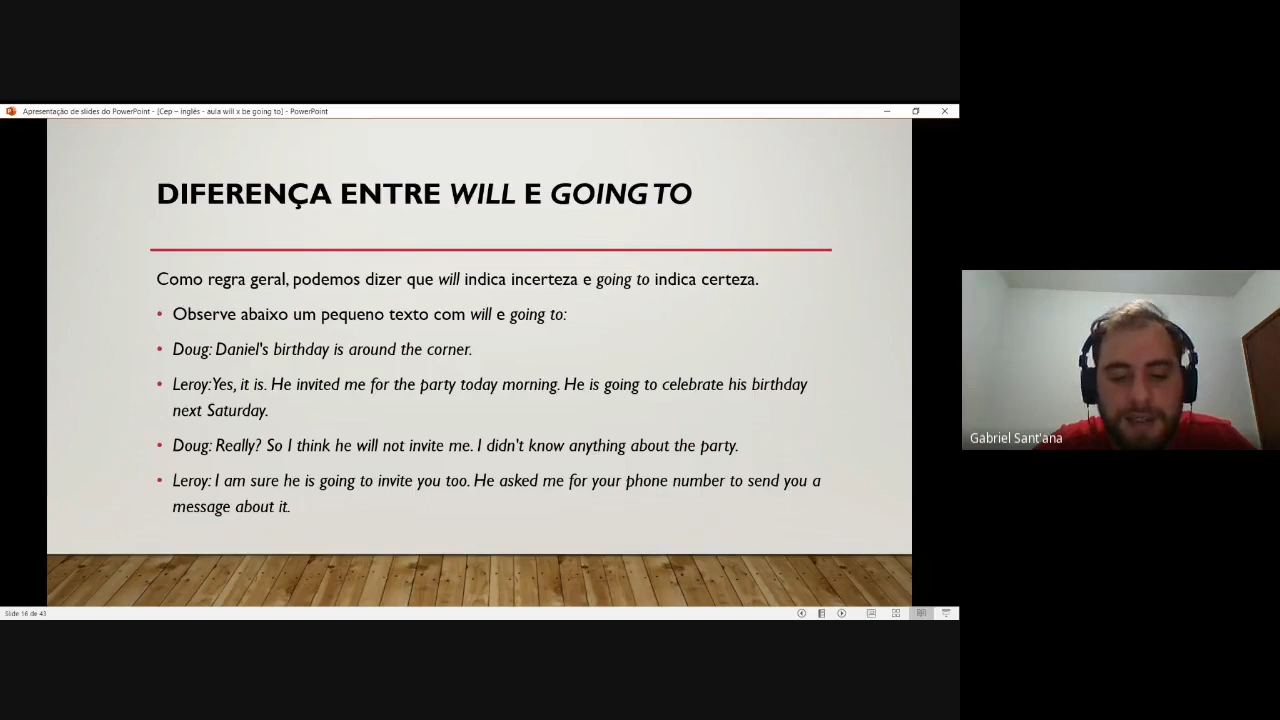 Apresentação de slides do PowerPoint - [Cep – inglês - aula will x be going to] - PowerPoint
DIFERENÇA ENTRE WILL E GOING TO
Como regra geral, podemos dizer que will indica incerteza e going to indica certeza.
• Observe abaixo um pequeno texto com will e going to:
• Doug: Daniel's birthday is around the corner.
• Leroy: Yes, it is. He invited me for the party today morning. He is going to celebrate his birthday
next Saturday.
• Doug: Really? So I think he will not invite me. I didn't know anything about the party.
• Leroy: I am sure he is going to invite you too. He asked me for your phone number to send you a
message about it.
Gabriel Sant'ana
Slide 16 de 43